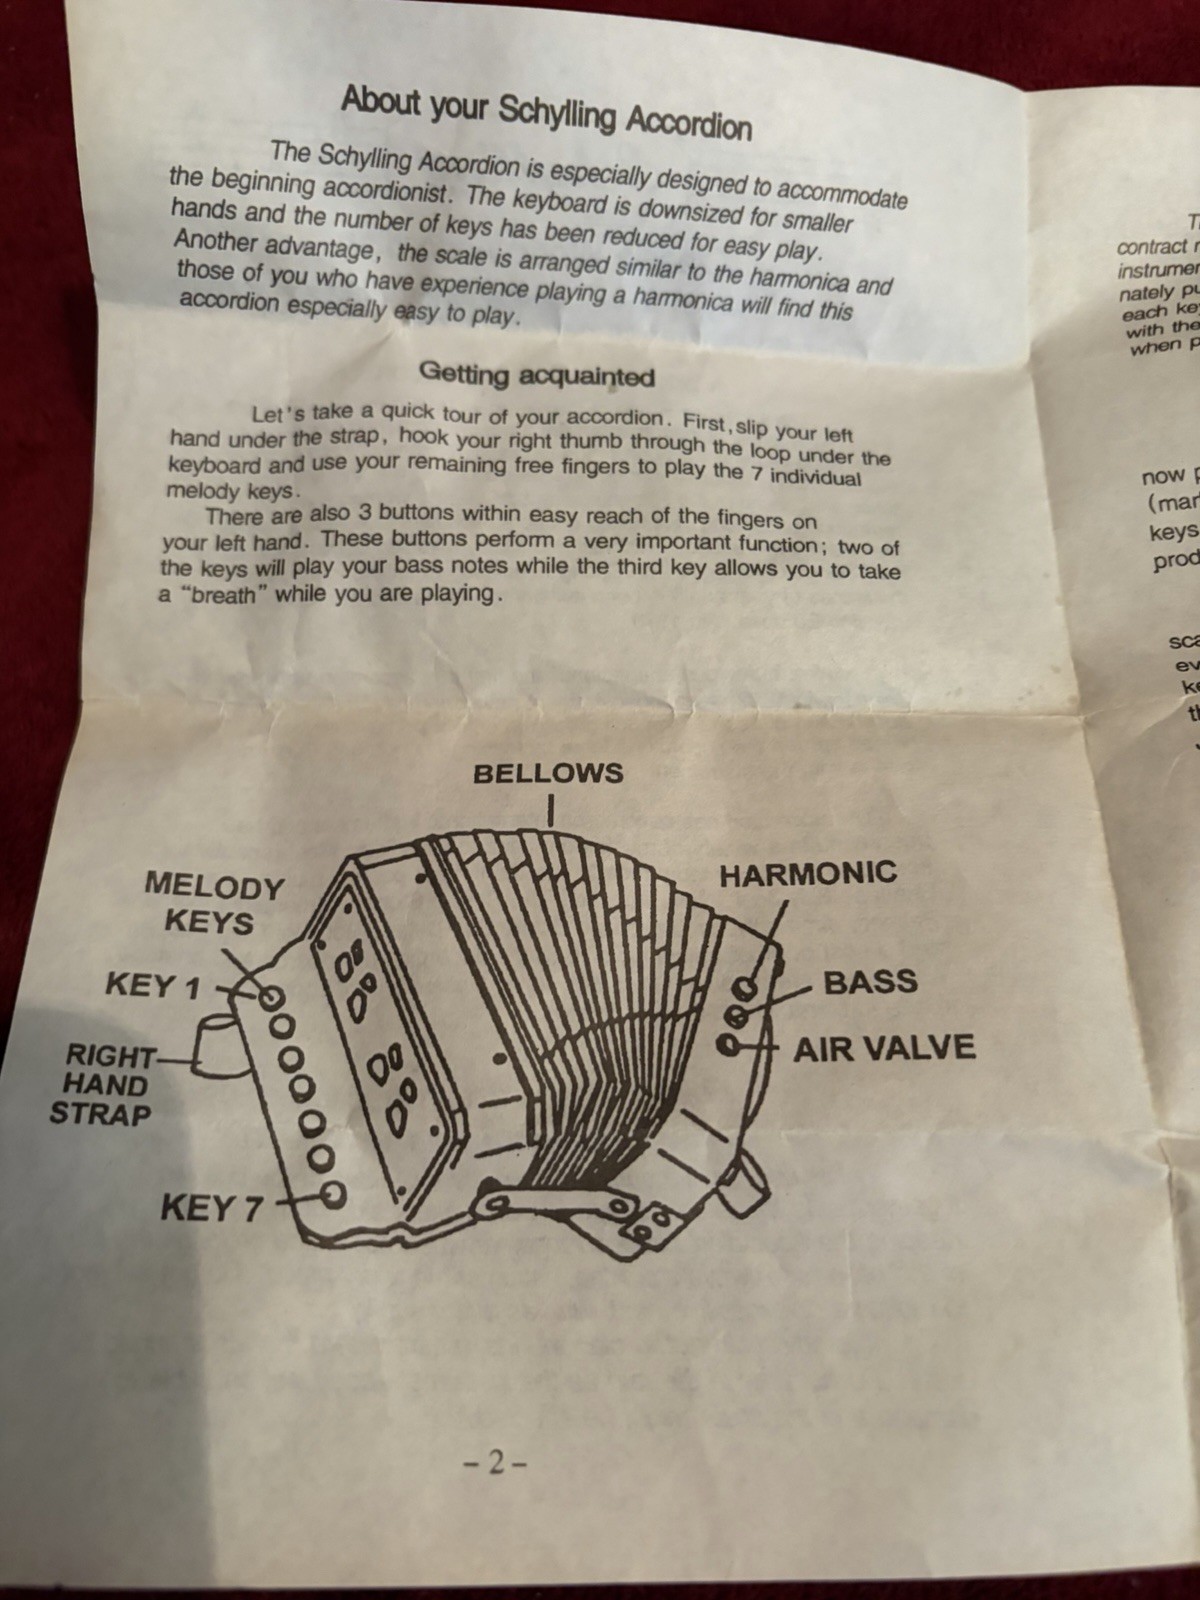 About your Schylling Accordion
The Schylling Accordion is especially designed to accommodate
the beginning accordionist. The keyboard is downsized for smaller
hands and the number of keys has been reduced for easy play.
Another advantage, the scale is arranged similar to the harmonica and
those of you who have experience playing a harmonica will find this
accordion especially easy to play.
Getting acquainted
Let's take a quick tour of your accordion. First, slip your left
hand under the strap, hook your right thumb through the loop under the
keyboard and use your remaining free fingers to play the 7 individual
melody keys.
There are also 3 buttons within easy reach of the fingers on
your left hand. These buttons perform a very important function; two of
the keys will play your bass notes while the third key allows you to take
a “breath” while you are playing.
BELLOWS
HARMONIC
MELODY
KEYS
KEY 1
BASS
AIR VALVE
RIGHT
HAND
STRAP
KEY 7
- 2 -
contract
instrumen
nately pu
each key
with the
when p
now
(mar
keys
prod
sca
ev